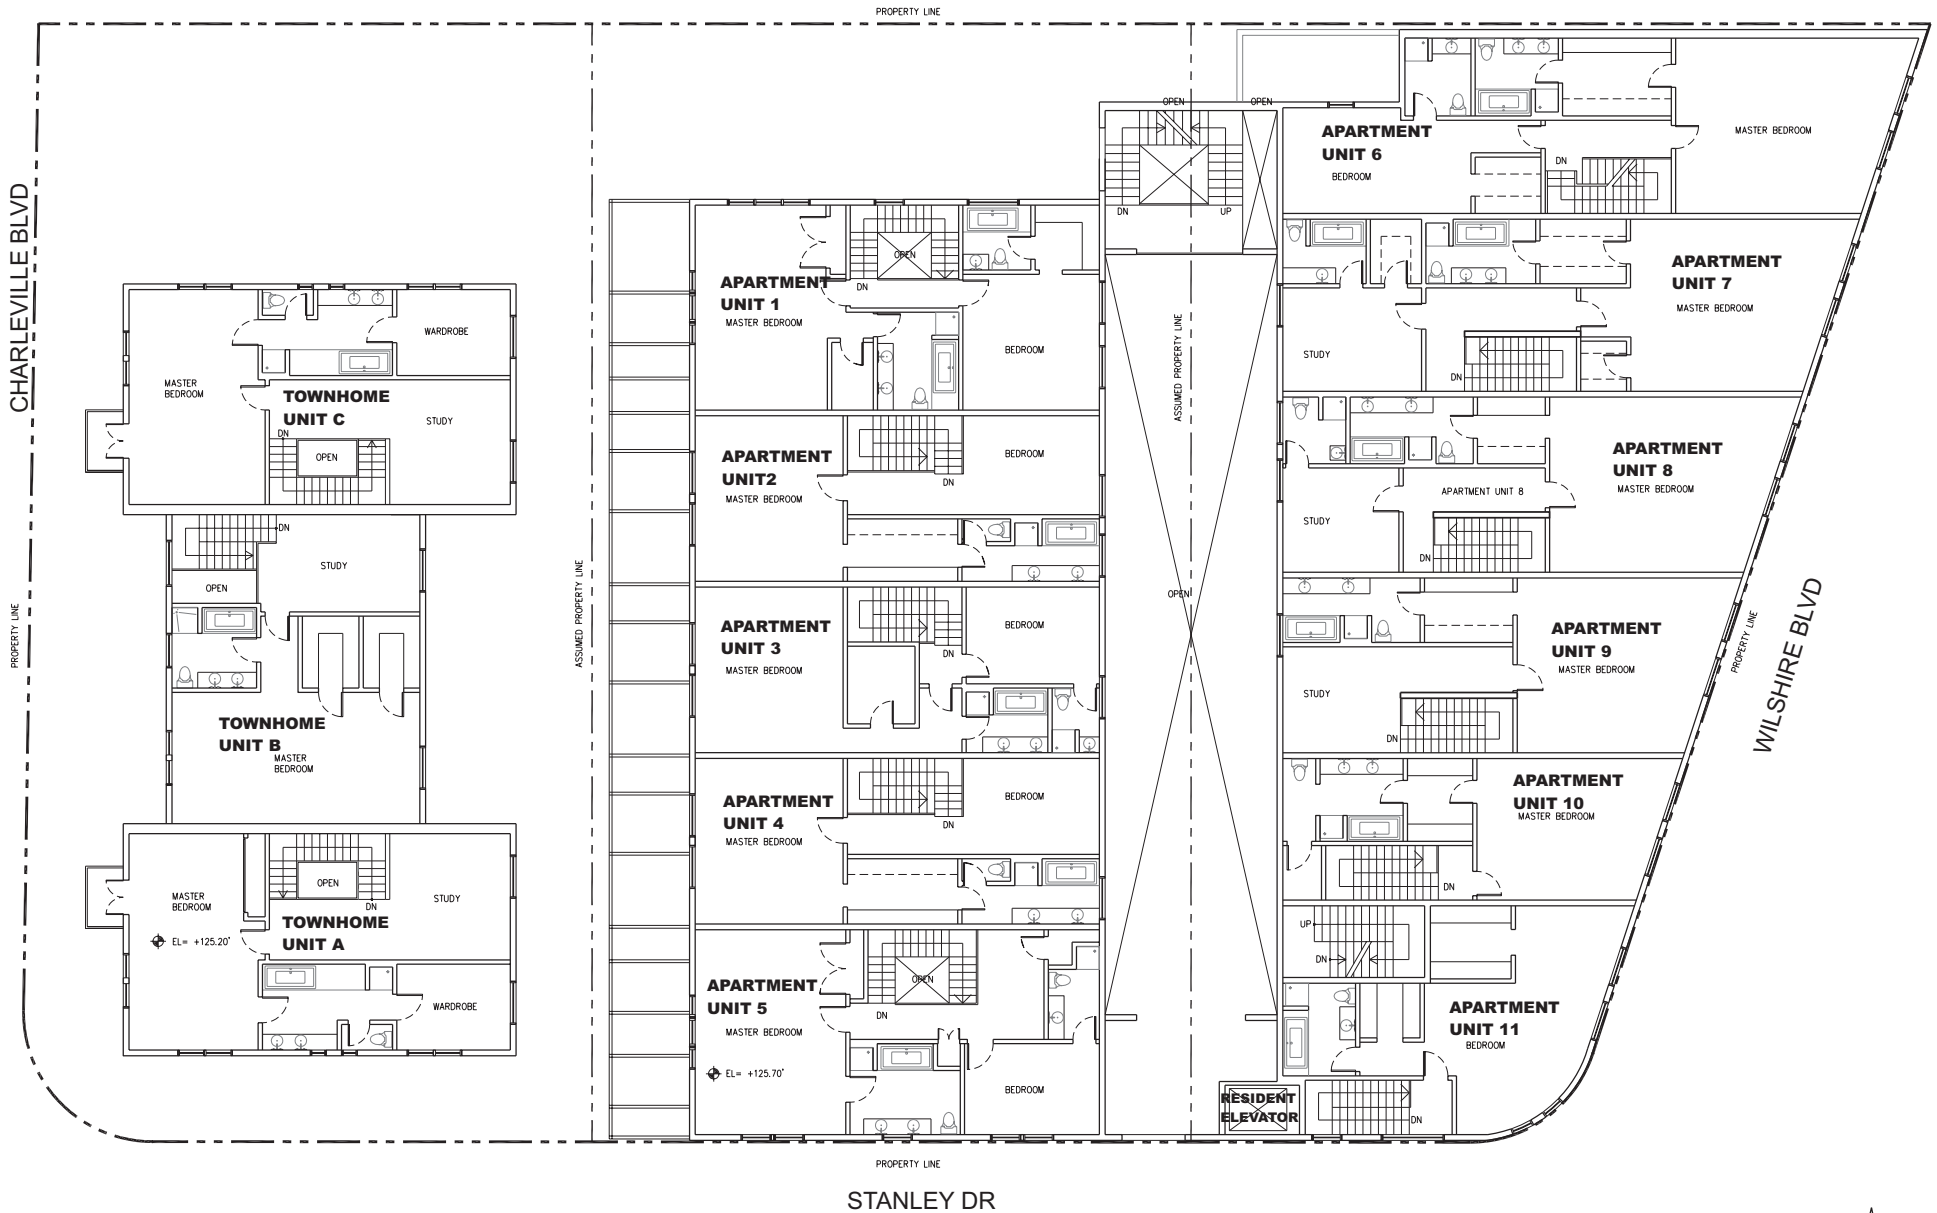 PROPERTY LINE
CHARLEVILLE BLVD
PROPERTY LINE
MASTER
BEDROOM
WARDROBE
TOWNHOME
UNIT C
STUDY
DN
OPEN
DN
STUDY
OPEN
TOWNHOME
UNIT B
MASTER
BEDROOM
MASTER
BEDROOM
OPEN
DN
STUDY
TOWNHOME
UNIT A
EL= +125.20'
WARDROBE
ASSUMED PROPERTY LINE
APARTMENT
UNIT 1
MASTER BEDROOM
OPEN
DN
BEDROOM
APARTMENT
UNIT2
MASTER BEDROOM
BEDROOM
DN
APARTMENT
UNIT 3
MASTER BEDROOM
BEDROOM
DN
APARTMENT
UNIT 4
MASTER BEDROOM
BEDROOM
DN
APARTMENT
UNIT 5
MASTER BEDROOM
OPEN
DN
EL= +125.70'
BEDROOM
OPEN
OPEN
DN
UP
ASSUMED PROPERTY LINE
OPEN
RESIDENT
ELEVATOR
APARTMENT
UNIT 6
BEDROOM
DN
MASTER BEDROOM
APARTMENT
UNIT 7
MASTER BEDROOM
STUDY
DN
APARTMENT
UNIT 8
MASTER BEDROOM
APARTMENT UNIT 8
STUDY
DN
APARTMENT
UNIT 9
MASTER BEDROOM
STUDY
DN
APARTMENT
UNIT 10
MASTER BEDROOM
DN
UP
DN
APARTMENT
UNIT 11
BEDROOM
DN
PROPERTY LINE
WILSHIRE BLVD
PROPERTY LINE
STANLEY DR